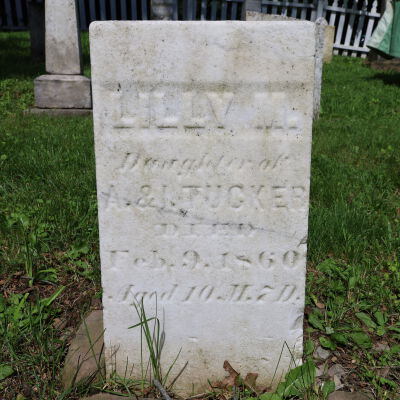 LILLY M.
Daughter of
A. & I. TUCKER
DIED
Feb. 9. 1860
Aged 10. M. 7 D.